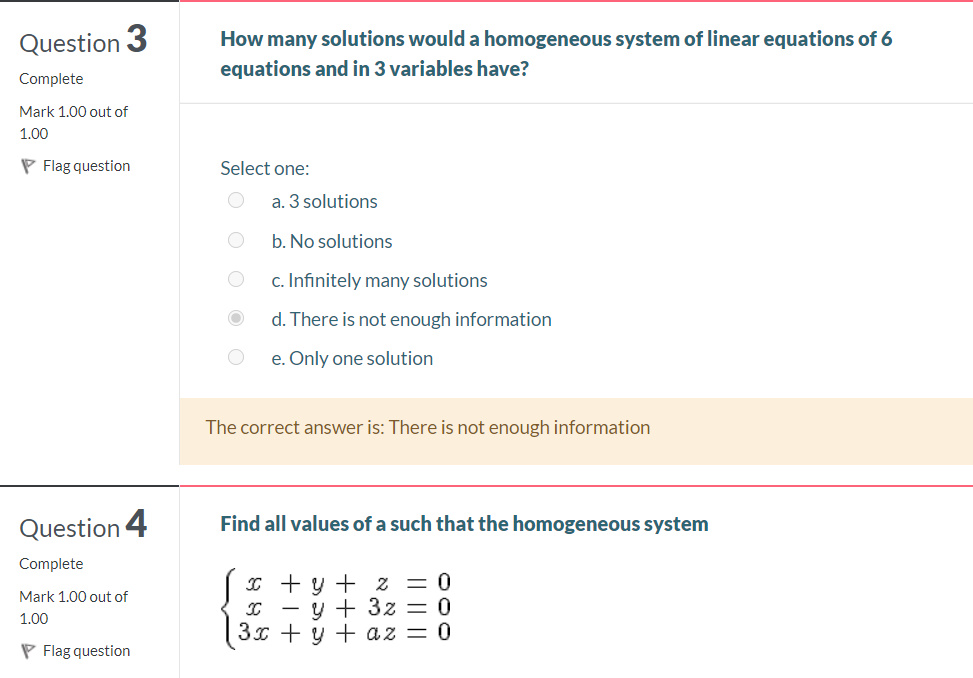 Question 3
Complete
Mark 1.00 out of
1.00
Flag question
How many solutions would a homogeneous system of linear equations of 6
equations and in 3 variables have?
Select one:
a. 3 solutions
b. No solutions
c. Infinitely many solutions
d. There is not enough information
e. Only one solution
The correct answer is: There is not enough information
Question 4
Complete
Mark 1.00 out of
1.00
Flag question
Find all values of a such that the homogeneous system
x + y + z = 0
x − y + 3z = 0
3x + y + az = 0